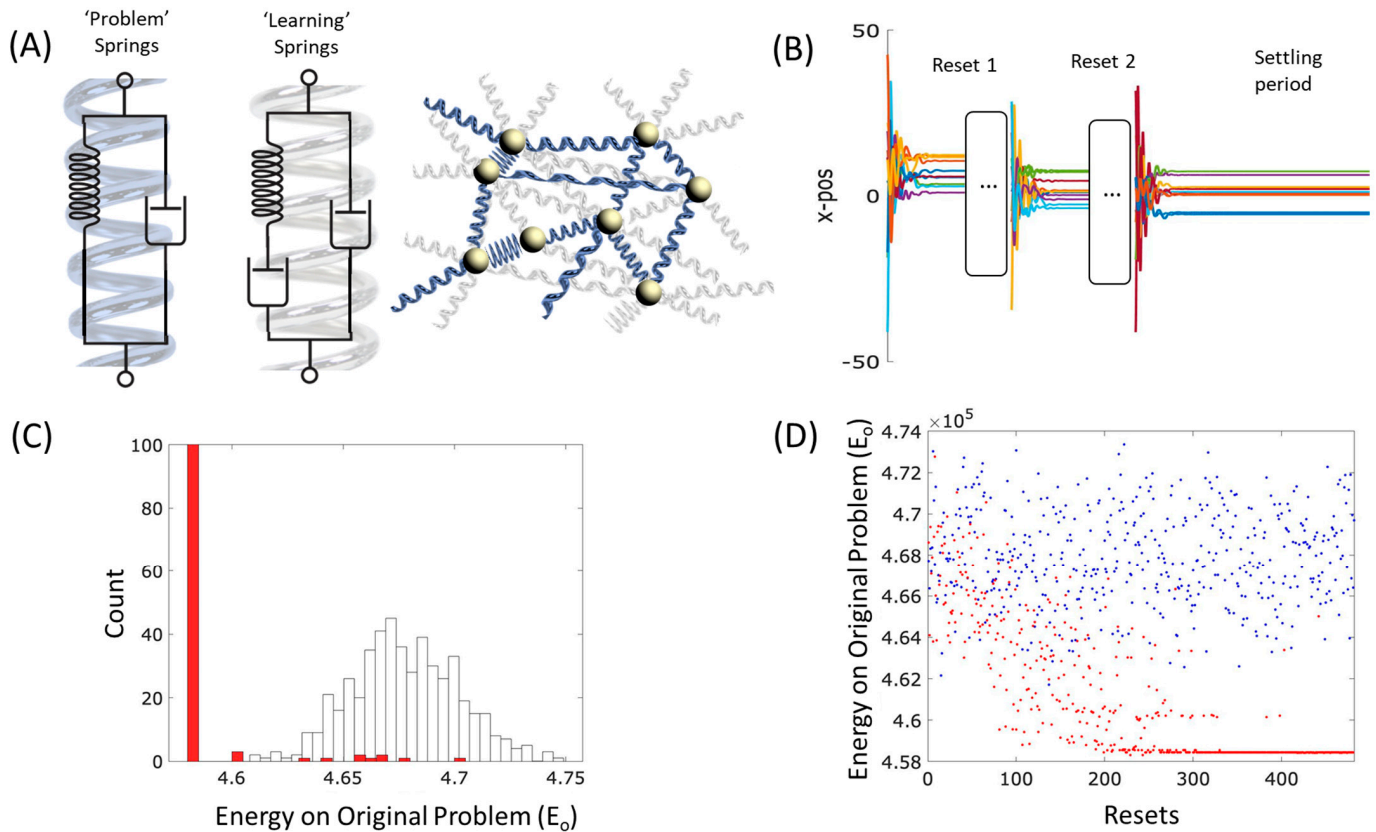 (A)
'Problem'
Springs
'Learning'
Springs
(B)
50
0
-50
x-pos
Reset 1
Reset 2
Settling
period
...
...
(C)
100
80
60
40
20
0
Count
4.6
4.65
4.7
4.75
Energy on Original Problem (Eₒ)
(D)
×10⁵
4.74
4.72
4.7
4.68
4.66
4.64
4.62
4.6
4.58
Energy on Original Problem (Eₒ)
0
100
200
300
400
Resets